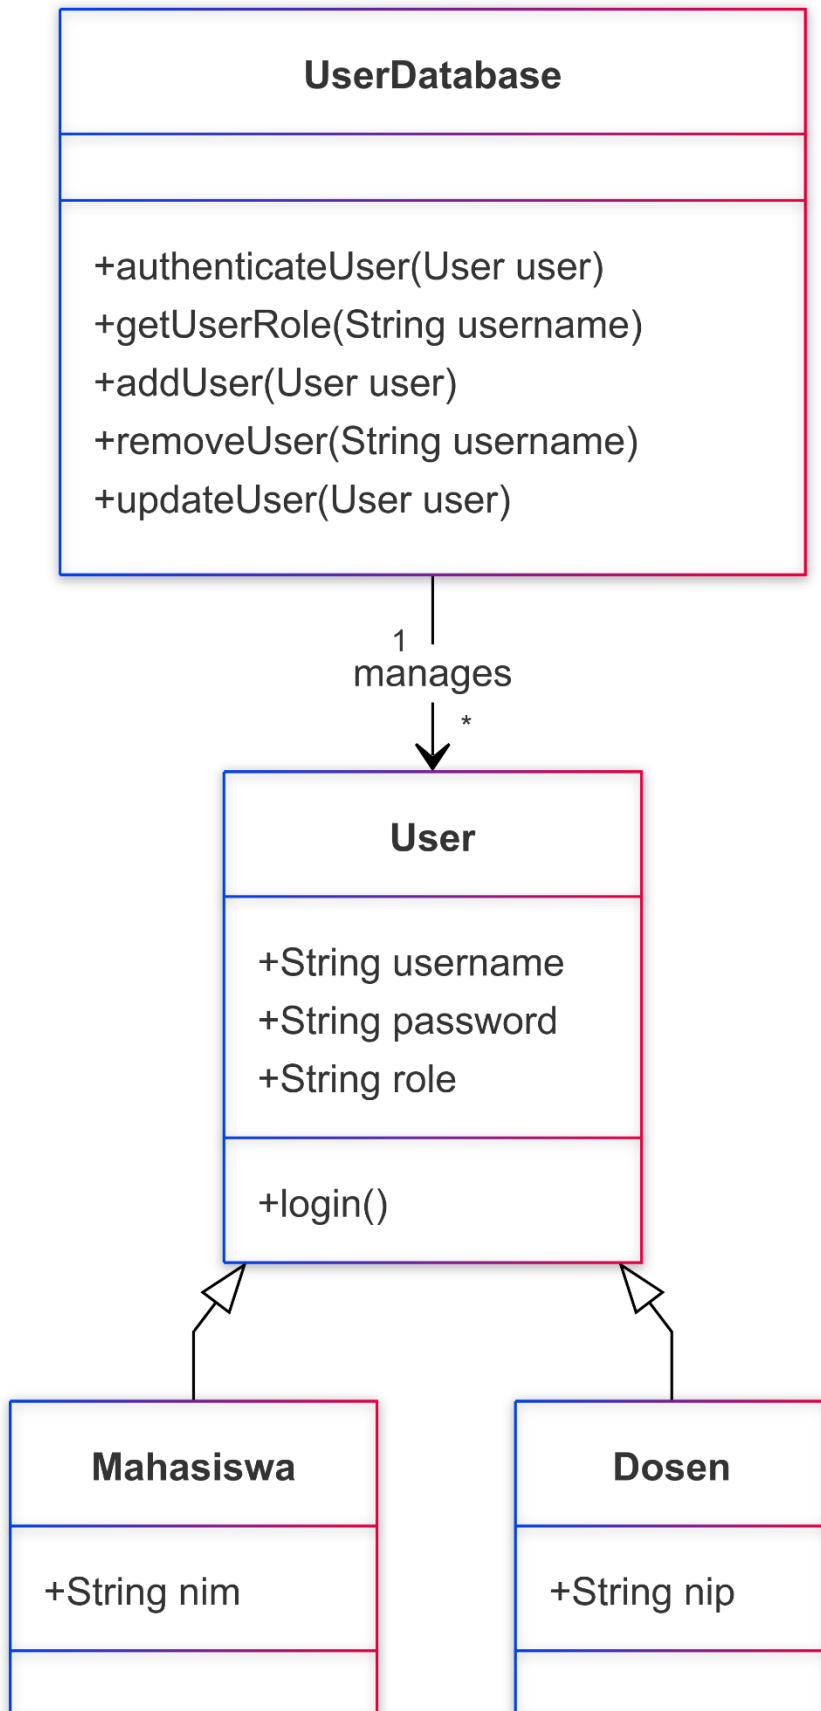 UserDatabase
+authenticateUser(User user)
+getUserRole(String username)
+addUser(User user)
+removeUser(String username)
+updateUser(User user)
1
manages
*
User
+String username
+String password
+String role
+login()
Mahasiswa
+String nim
Dosen
+String nip